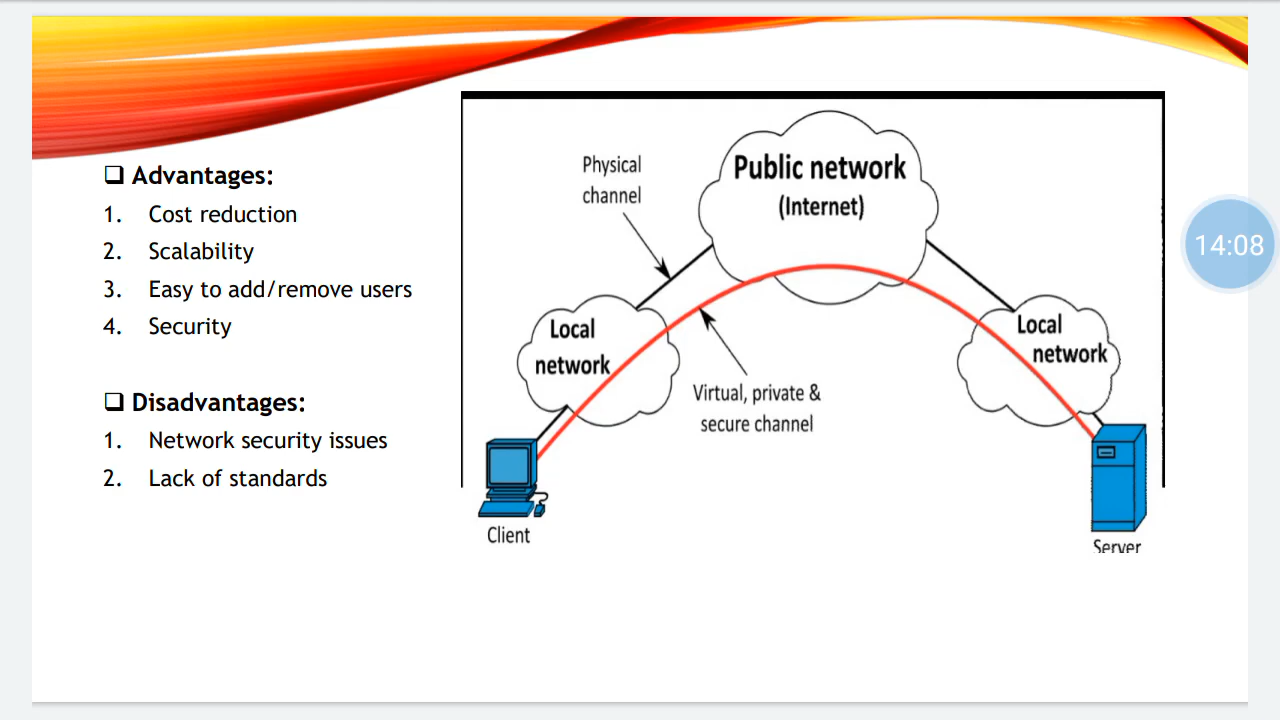 ❑ Advantages:
1. Cost reduction
2. Scalability
3. Easy to add/remove users
4. Security
❑ Disadvantages:
1. Network security issues
2. Lack of standards
Physical
channel
Public network
(Internet)
Local
network
Local
network
Virtual, private &
secure channel
Client
Server
14:08